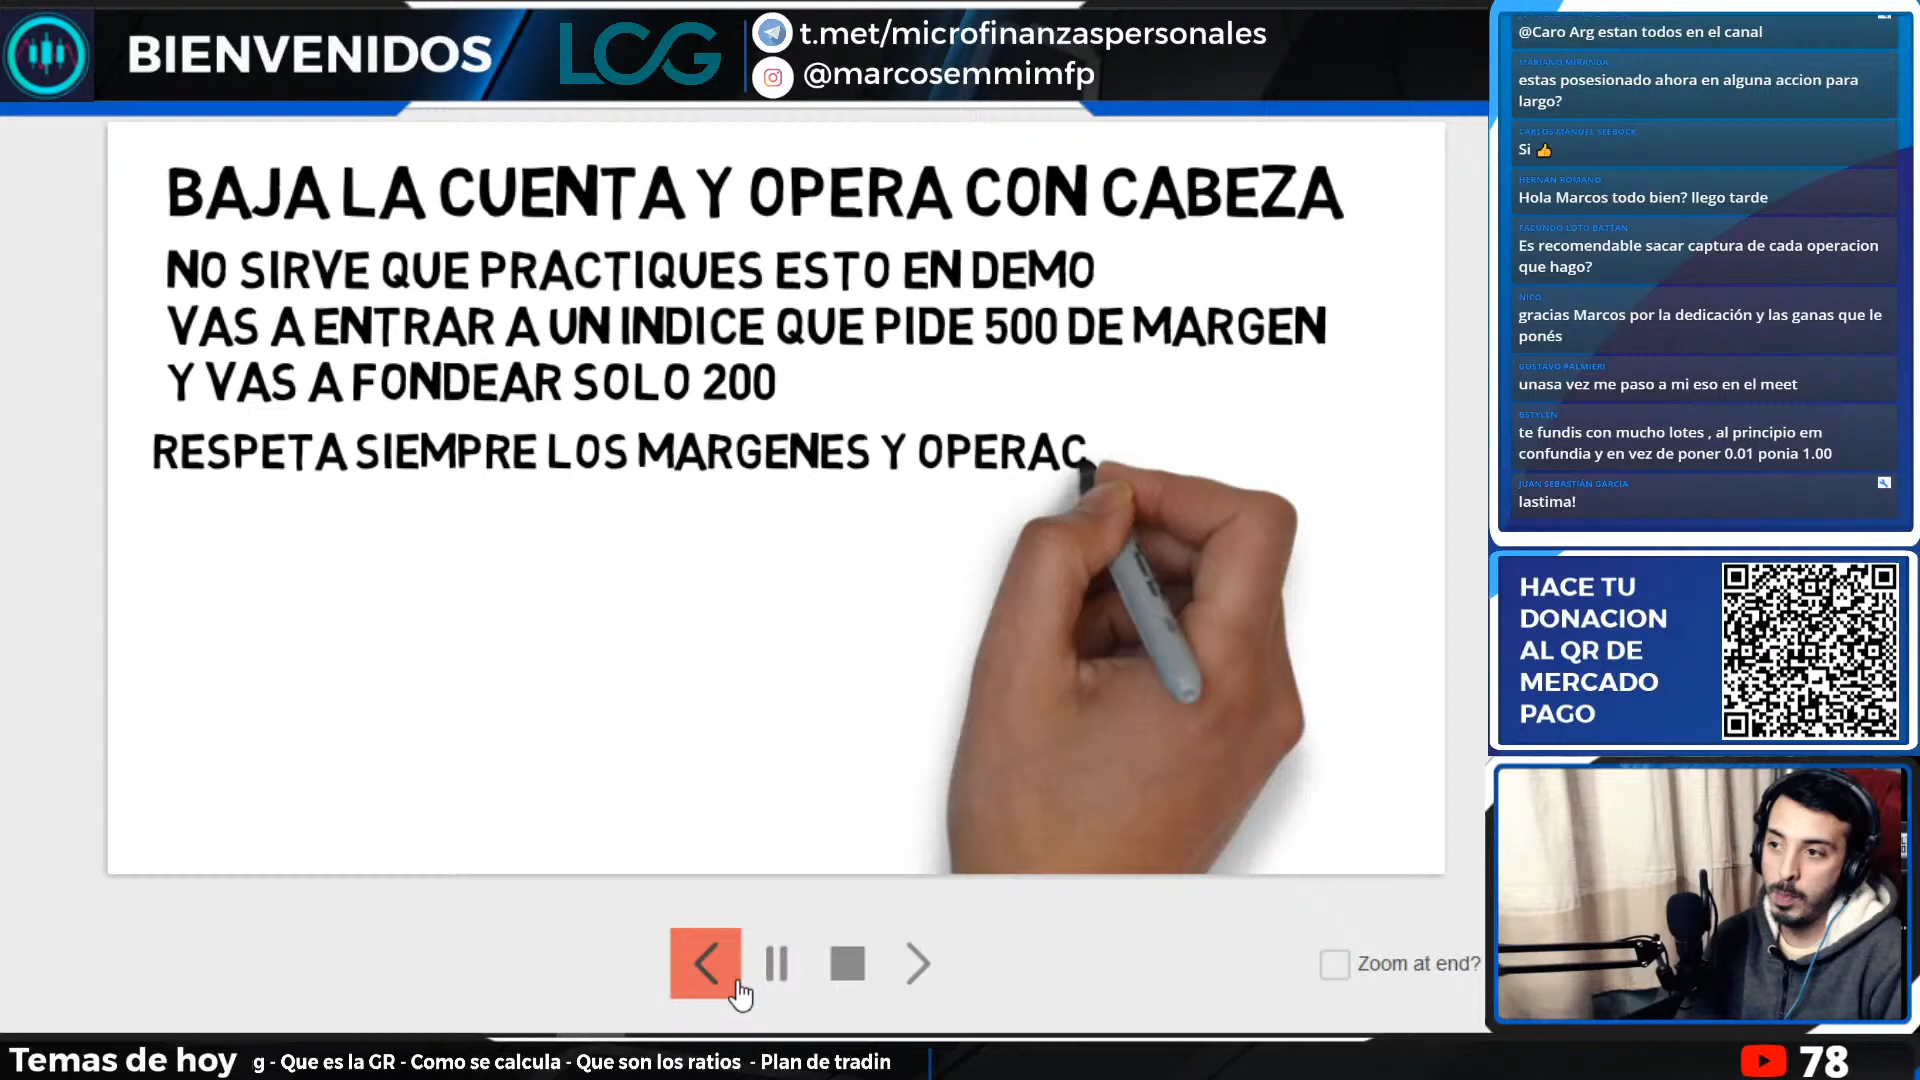 BIENVENIDOS
LCG
t.met/microfinanzaspersonales
@marcosemmimfp
BAJA LA CUENTA Y OPERA CON CABEZA
NO SIRVE QUE PRACTIQUES ESTO EN DEMO
VAS A ENTRAR A UN INDICE QUE PIDE 500 DE MARGEN
Y VAS A FONDEAR SOLO 200
RESPETA SIEMPRE LOS MARGENES Y OPERAC
Zoom at end?
@Caro Arg estan todos en el canal
MARIANO MIRANDA
estas posesionado ahora en alguna accion para
largo?
CARLOS MANUEL SEEBOCK
Si 👍
HERNÁN ROMANO
Hola Marcos todo bien? llego tarde
FACUNDO LOTO BATTAN
Es recomendable sacar captura de cada operacion
que hago?
NICO
gracias Marcos por la dedicación y las ganas que le
ponés
GUSTAVO PALMIERI
unasa vez me paso a mi eso en el meet
BSTYLEN
te fundis con mucho lotes , al principio em
confundia y en vez de poner 0.01 ponia 1.00
JUAN SEBASTIÁN GARCIA
lastima!
HACE TU
DONACION
AL QR DE
MERCADO
PAGO
Temas de hoy
g - Que es la GR - Como se calcula - Que son los ratios - Plan de tradin
78